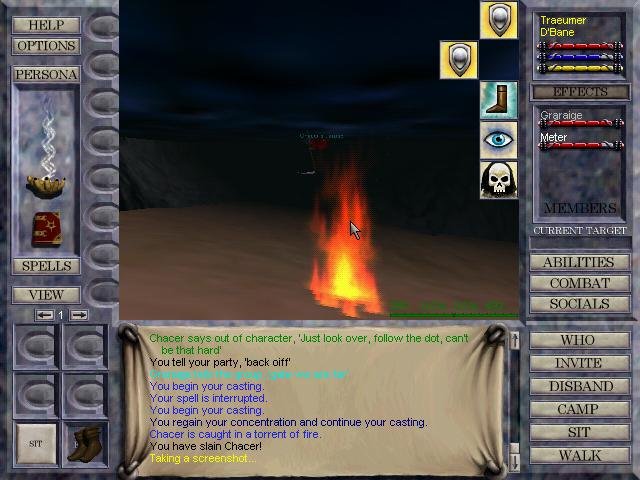 HELP
OPTIONS
PERSONA
SPELLS
VIEW
1
SIT
Traeumer
D'Bane
EFFECTS
Graraige
Meter
MEMBERS
CURRENT TARGET
ABILITIES
COMBAT
SOCIALS
WHO
INVITE
DISBAND
CAMP
SIT
WALK
Chacer says out of character, 'Just look over, follow the dot, can't
be that hard'
You tell your party, 'back off'
You begin your casting.
Your spell is interrupted.
You begin your casting.
You regain your concentration and continue your casting.
Chacer is caught in a torrent of fire.
You have slain Chacer!
Taking a screenshot...